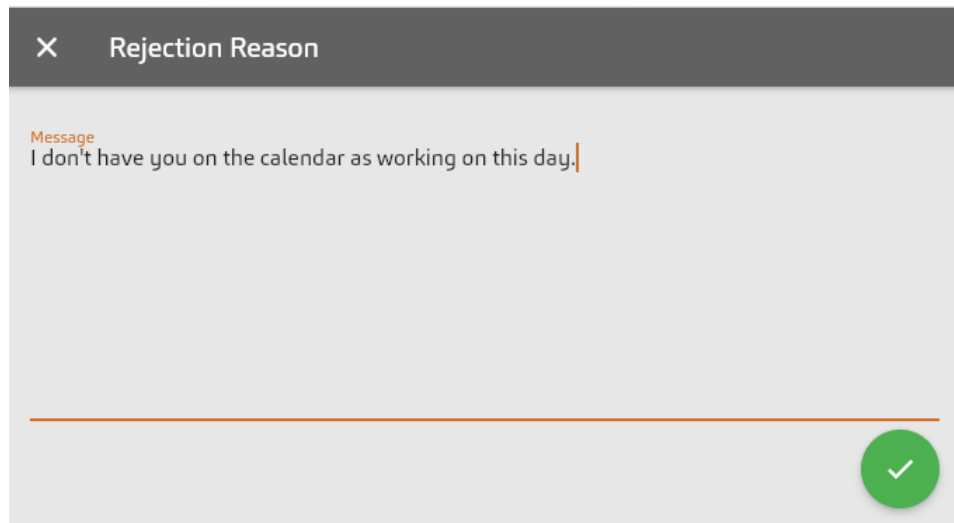 Rejection Reason
Message
I don't have you on the calendar as working on this day.